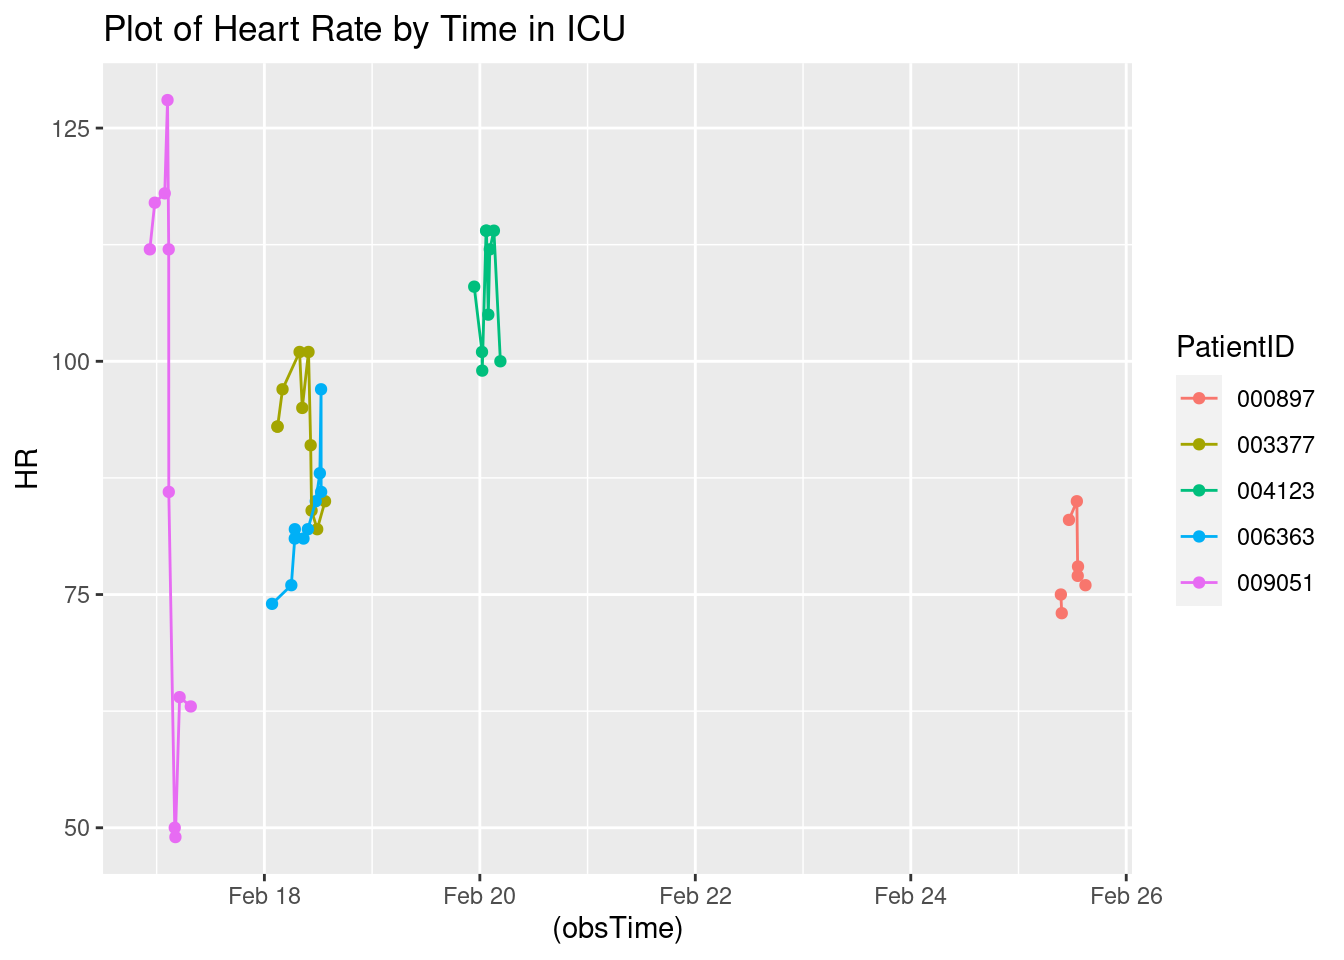 Plot of Heart Rate by Time in ICU
HR
125
100
75
50
Feb 18
Feb 20
Feb 22
Feb 24
Feb 26
(obsTime)
PatientID
000897
003377
004123
006363
009051